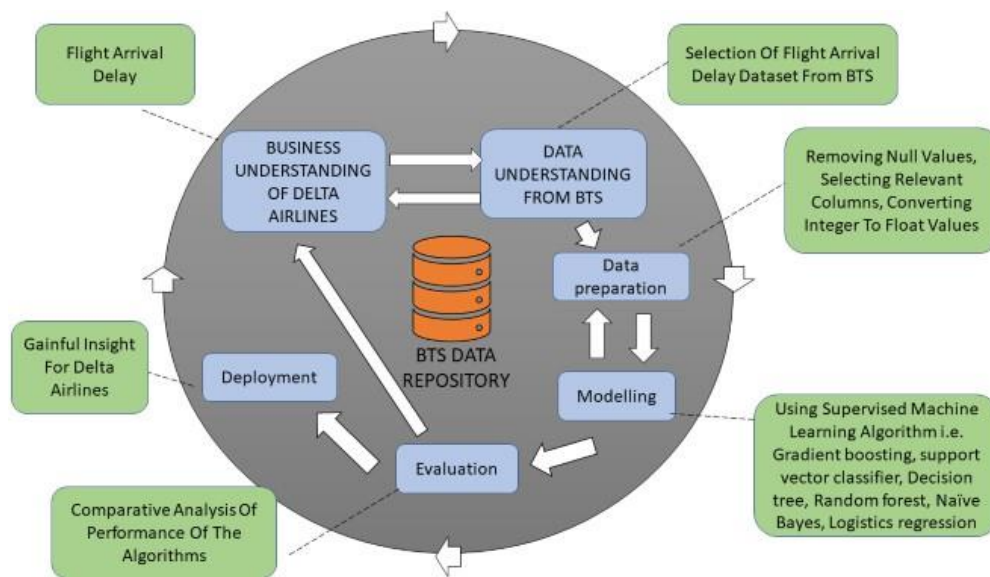 Flight Arrival
Delay
Selection Of Flight Arrival
Delay Dataset From BTS
BUSINESS
UNDERSTANDING
OF DELTA
AIRLINES
DATA
UNDERSTANDING
FROM BTS
Removing Null Values,
Selecting Relevant
Columns, Converting
Integer To Float Values
Data
preparation
BTS DATA
REPOSITORY
Gainful Insight
For Delta
Airlines
Deployment
Modelling
Using Supervised Machine
Learning Algorithm i.e.
Gradient boosting, support
vector classifier, Decision
tree, Random forest, Naïve
Bayes, Logistics regression
Evaluation
Comparative Analysis Of
Performance Of The
Algorithms